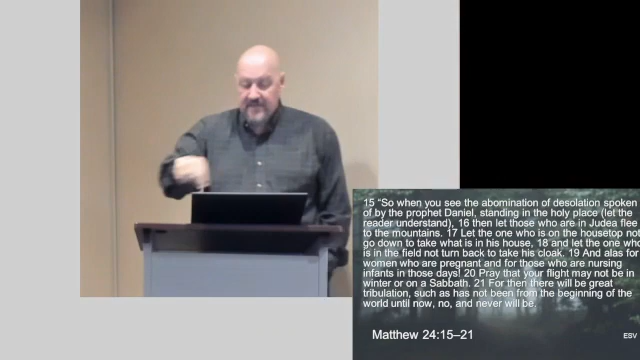 15 “So when you see the abomination of desolation spoken
of by the prophet Daniel, standing in the holy place (let the
reader understand), 16 then let those who are in Judea flee
to the mountains. 17 Let the one who is on the housetop not
go down to take what is in his house, 18 and let the one who
is in the field not turn back to take his cloak. 19 And alas for
women who are pregnant and for those who are nursing
infants in those days! 20 Pray that your flight may not be in
winter or on a Sabbath. 21 For then there will be great
tribulation, such as has not been from the beginning of the
world until now, no, and never will be.
Matthew 24:15–21
ESV